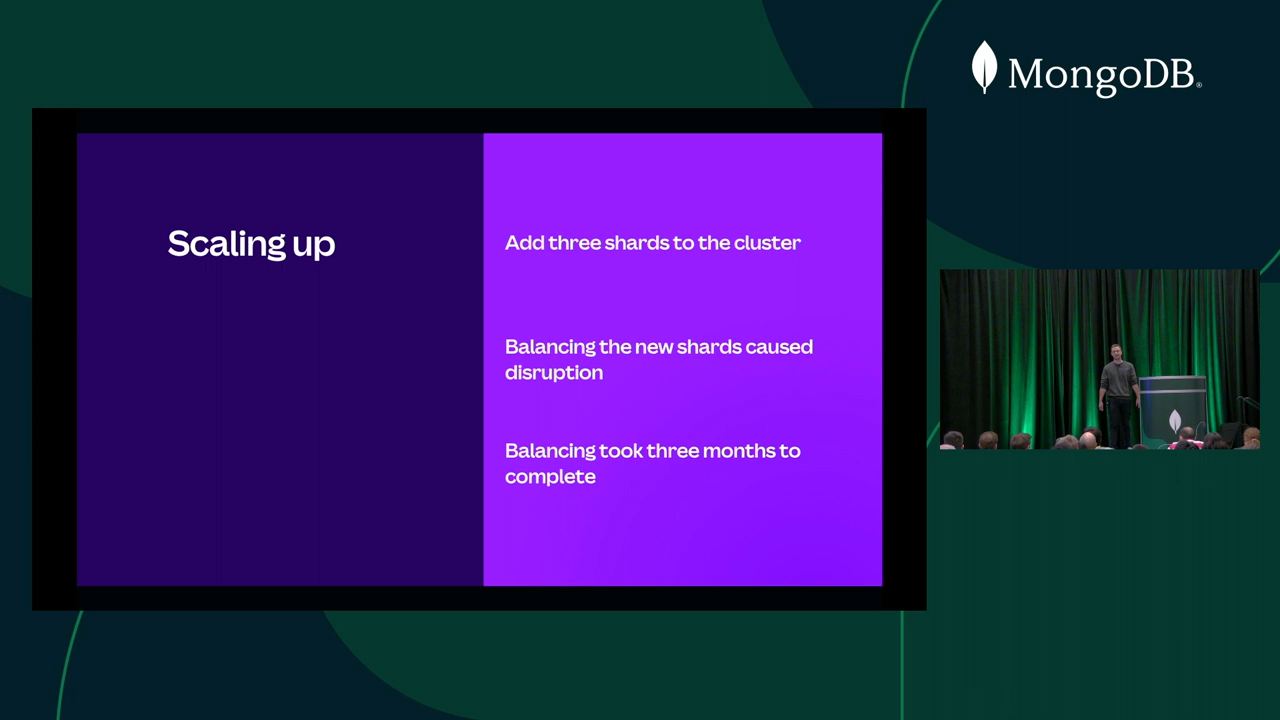 MongoDB®
Scaling up
Add three shards to the cluster
Balancing the new shards caused
disruption
Balancing took three months to
complete